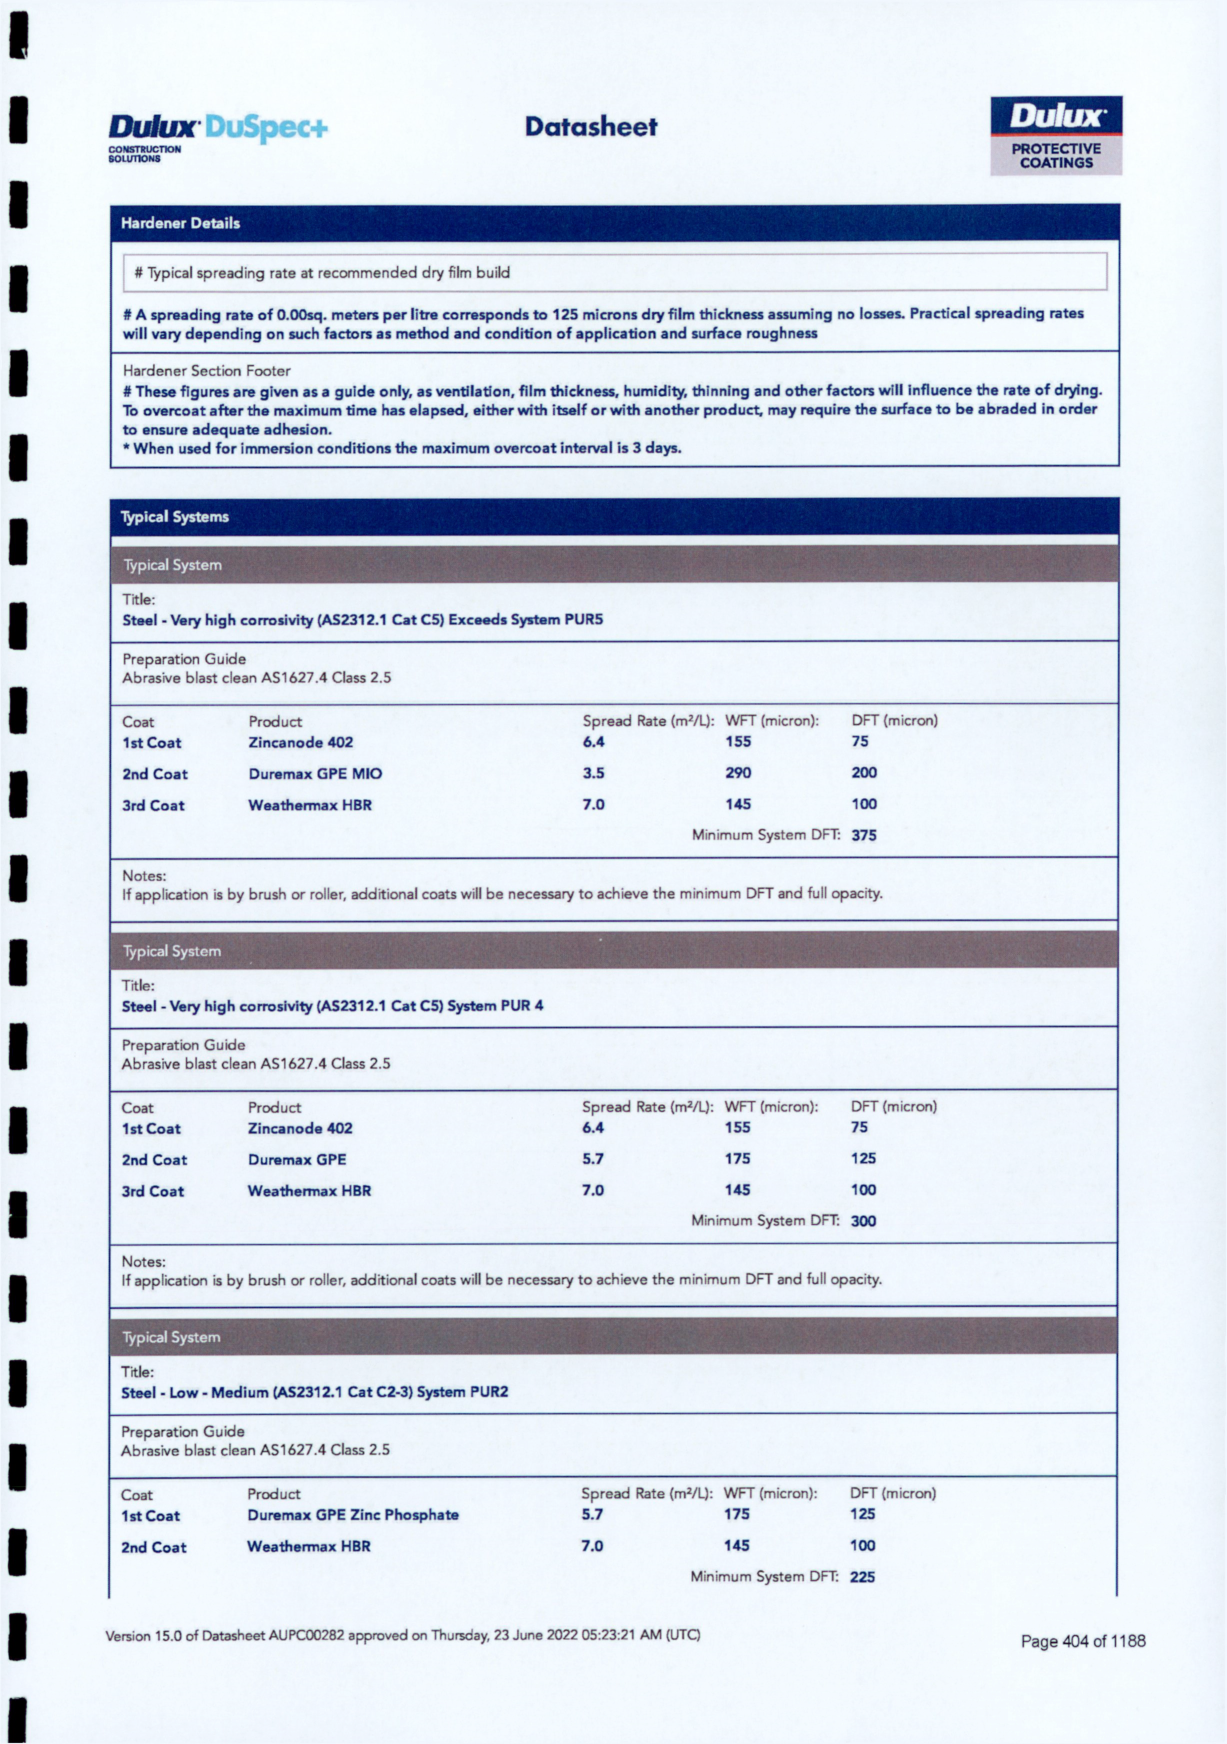 Dulux DuSpec+
CONSTRUCTION
SOLUTIONS
Datasheet
Dulux
PROTECTIVE
COATINGS
Hardener Details
# Typical spreading rate at recommended dry film build
# A spreading rate of 0.00sq. meters per litre corresponds to 125 microns dry film thickness assuming no losses. Practical spreading rates
will vary depending on such factors as method and condition of application and surface roughness
Hardener Section Footer
# These figures are given as a guide only, as ventilation, film thickness, humidity, thinning and other factors will influence the rate of drying.
To overcoat after the maximum time has elapsed, either with itself or with another product, may require the surface to be abraded in order
to ensure adequate adhesion.
* When used for immersion conditions the maximum overcoat interval is 3 days.
Typical Systems
Typical System
Title:
Steel - Very high corrosivity (AS2312.1 Cat C5) Exceeds System PUR5
Preparation Guide
Abrasive blast clean AS1627.4 Class 2.5
Coat Product Spread Rate (m²/L): WFT (micron): DFT (micron)
1st Coat Zincanode 402 6.4 155 75
2nd Coat Duremax GPE MIO 3.5 290 200
3rd Coat Weathermax HBR 7.0 145 100
Minimum System DFT: 375
Notes:
If application is by brush or roller, additional coats will be necessary to achieve the minimum DFT and full opacity.
Typical System
Title:
Steel - Very high corrosivity (AS2312.1 Cat C5) System PUR 4
Preparation Guide
Abrasive blast clean AS1627.4 Class 2.5
Coat Product Spread Rate (m²/L): WFT (micron): DFT (micron)
1st Coat Zincanode 402 6.4 155 75
2nd Coat Duremax GPE 5.7 175 125
3rd Coat Weathermax HBR 7.0 145 100
Minimum System DFT: 300
Notes:
If application is by brush or roller, additional coats will be necessary to achieve the minimum DFT and full opacity.
Typical System
Title:
Steel - Low - Medium (AS2312.1 Cat C2-3) System PUR2
Preparation Guide
Abrasive blast clean AS1627.4 Class 2.5
Coat Product Spread Rate (m²/L): WFT (micron): DFT (micron)
1st Coat Duremax GPE Zinc Phosphate 5.7 175 125
2nd Coat Weathermax HBR 7.0 145 100
Minimum System DFT: 225
Version 15.0 of Datasheet AUPC00282 approved on Thursday, 23 June 2022 05:23:21 AM (UTC)
Page 404 of 1188